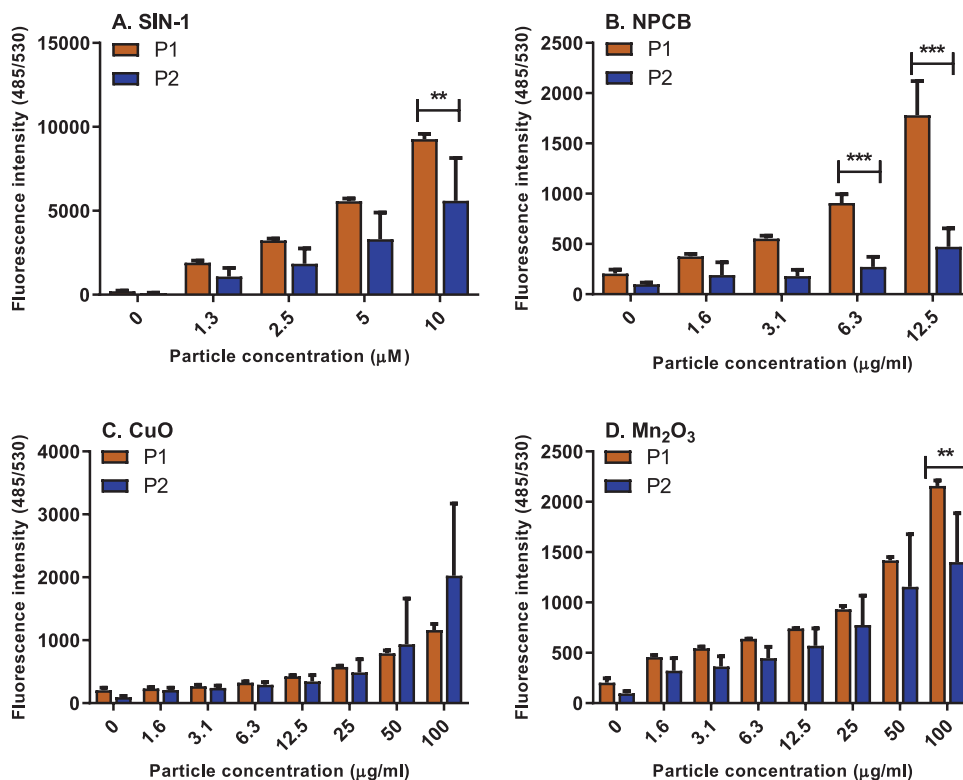 A. SIN-1
P1
P2
**
Fluorescence intensity (485/530)
15000
10000
5000
0
0
1.3
2.5
5
10
Particle concentration (μM)
B. NPCB
P1
P2
***
***
Fluorescence intensity (485/530)
2500
2000
1500
1000
500
0
0
1.6
3.1
6.3
12.5
Particle concentration (μg/ml)
C. CuO
P1
P2
Fluorescence intensity (485/530)
4000
3000
2000
1000
0
0
1.6
3.1
6.3
12.5
25
50
100
Particle concentration (μg/ml)
D. Mn₂O₃
P1
P2
**
Fluorescence intensity (485/530)
2500
2000
1500
1000
500
0
0
1.6
3.1
6.3
12.5
25
50
100
Particle concentration (μg/ml)